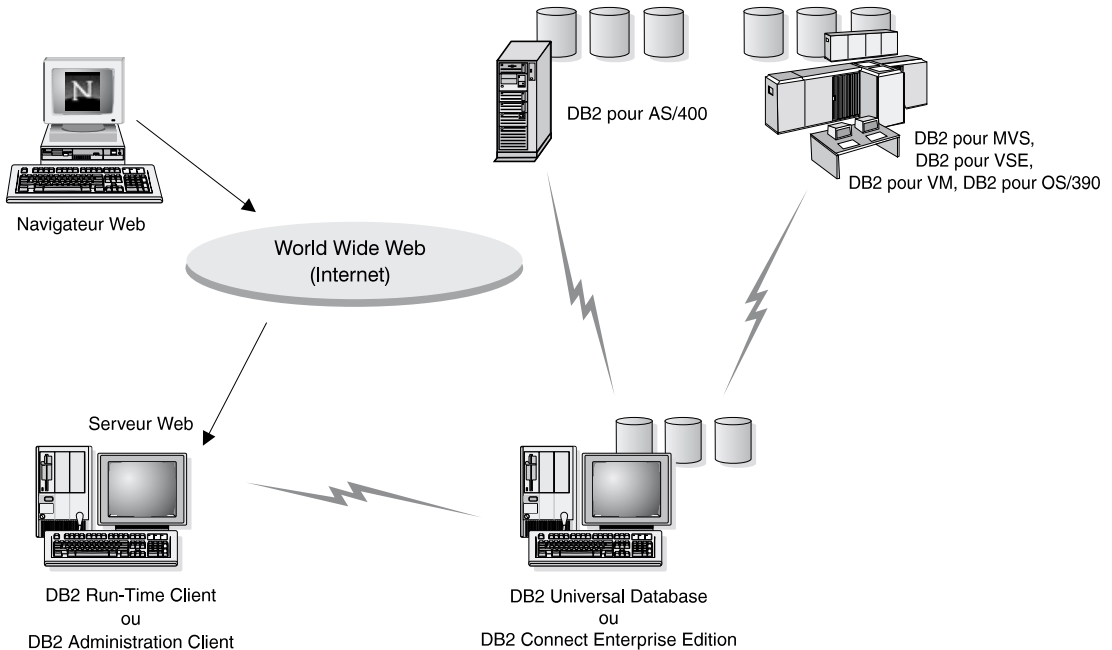 DB2 pour AS/400
DB2 pour MVS,
DB2 pour VSE,
DB2 pour VM, DB2 pour OS/390
N
Navigateur Web
World Wide Web
(Internet)
Serveur Web
DB2 Run-Time Client
ou
DB2 Administration Client
DB2 Universal Database
ou
DB2 Connect Enterprise Edition